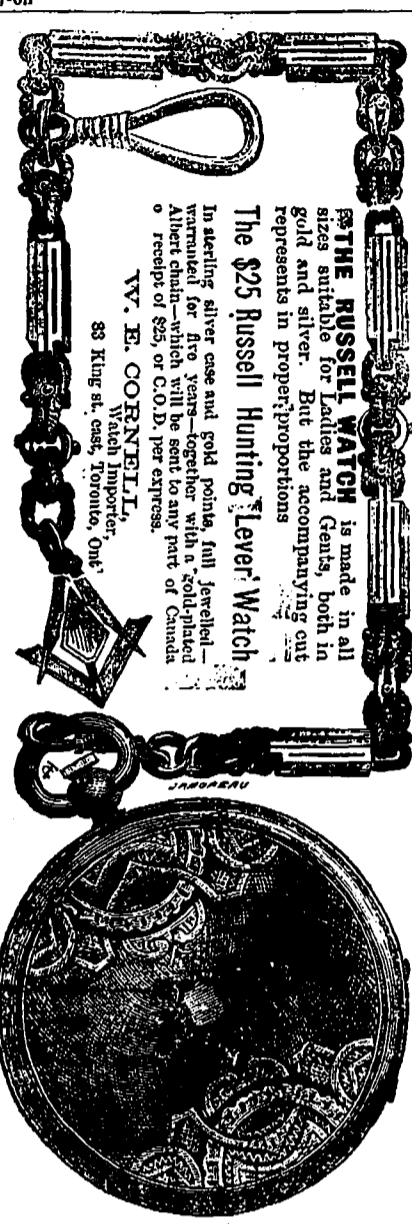 THE RUSSELL WATCH is made in all
sizes suitable for Ladies and Gents, both in
gold and silver. But the accompanying cut
represents in proper proportions
The $25 Russell Hunting Lever Watch
In sterling silver case and gold points, full jewelled—
warranted for five years—together with a gold-plated
Albert chain—which will be sent to any part of Canada
o receipt of $25, or C.O.D. per express.
W. E. CORNELL,
Watch Importer,
83 King st. east, Toronto, Ont
JAMOREAU